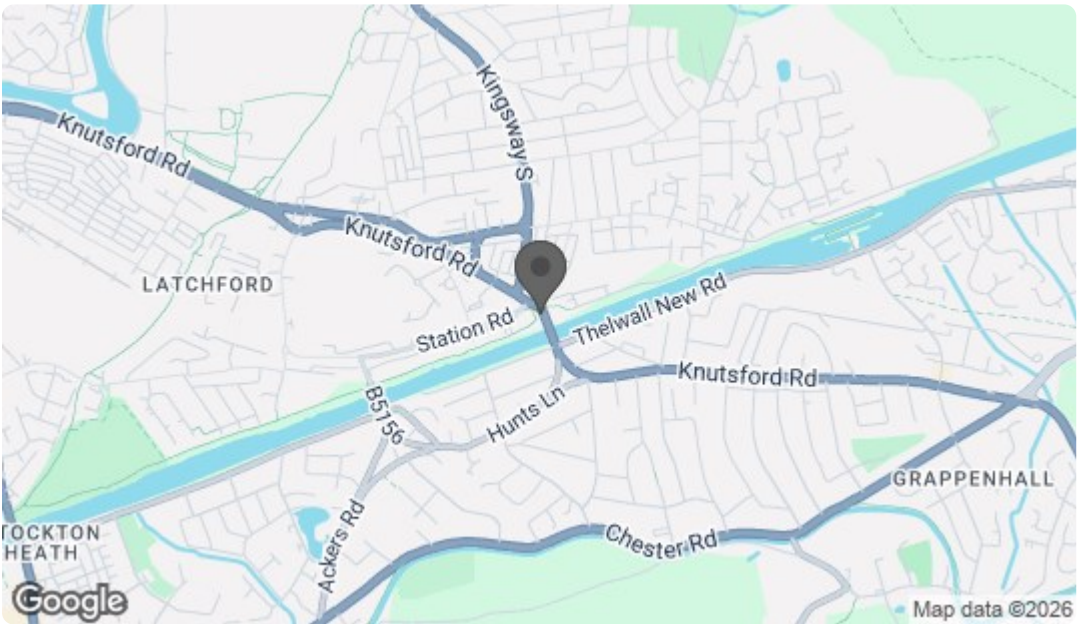 Kingsway S
Knutsford Rd
Knutsford Rd
LATCHFORD
Thelwall New Rd
Station Rd
Knutsford Rd
B5156
Hunts Ln
GRAPPENHALL
TOCKTON
HEATH
Ackers Rd
Chester Rd
Google
Map data ©2026